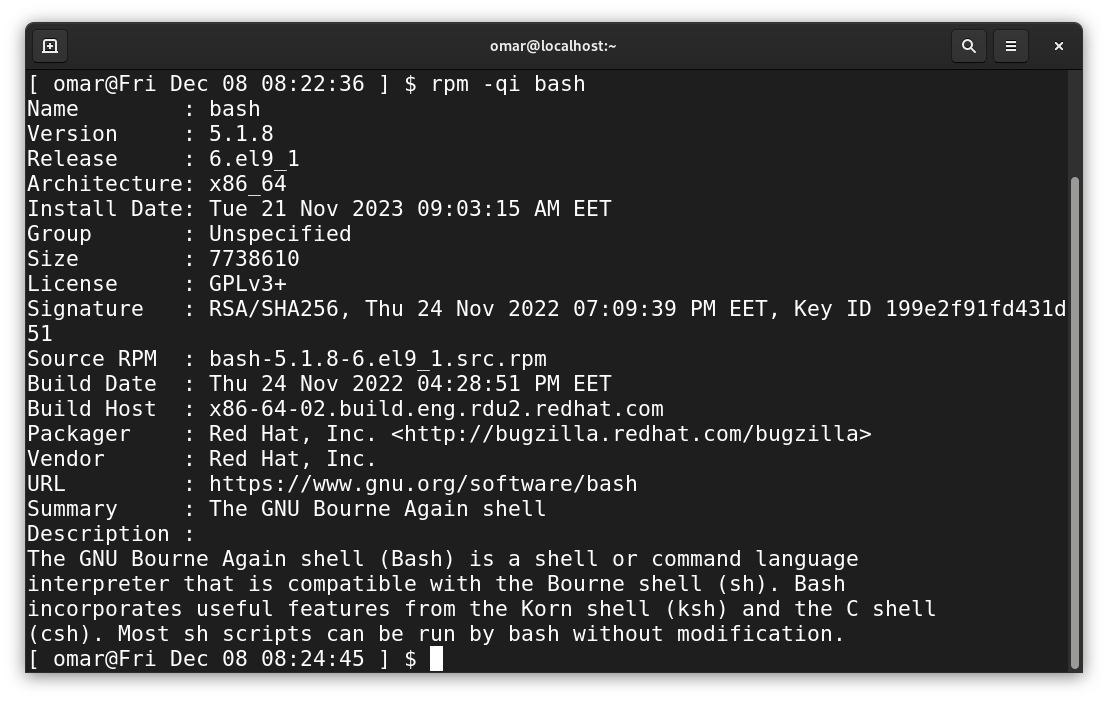 omar@localhost:~
[ omar@Fri Dec 08 08:22:36 ] $ rpm -qi bash
Name        : bash
Version     : 5.1.8
Release     : 6.el9_1
Architecture: x86_64
Install Date: Tue 21 Nov 2023 09:03:15 AM EET
Group       : Unspecified
Size        : 7738610
License     : GPLv3+
Signature   : RSA/SHA256, Thu 24 Nov 2022 07:09:39 PM EET, Key ID 199e2f91fd431d
51
Source RPM  : bash-5.1.8-6.el9_1.src.rpm
Build Date  : Thu 24 Nov 2022 04:28:51 PM EET
Build Host  : x86-64-02.build.eng.rdu2.redhat.com
Packager    : Red Hat, Inc. <http://bugzilla.redhat.com/bugzilla>
Vendor      : Red Hat, Inc.
URL         : https://www.gnu.org/software/bash
Summary     : The GNU Bourne Again shell
Description :
The GNU Bourne Again shell (Bash) is a shell or command language
interpreter that is compatible with the Bourne shell (sh). Bash
incorporates useful features from the Korn shell (ksh) and the C shell
(csh). Most sh scripts can be run by bash without modification.
[ omar@Fri Dec 08 08:24:45 ] $